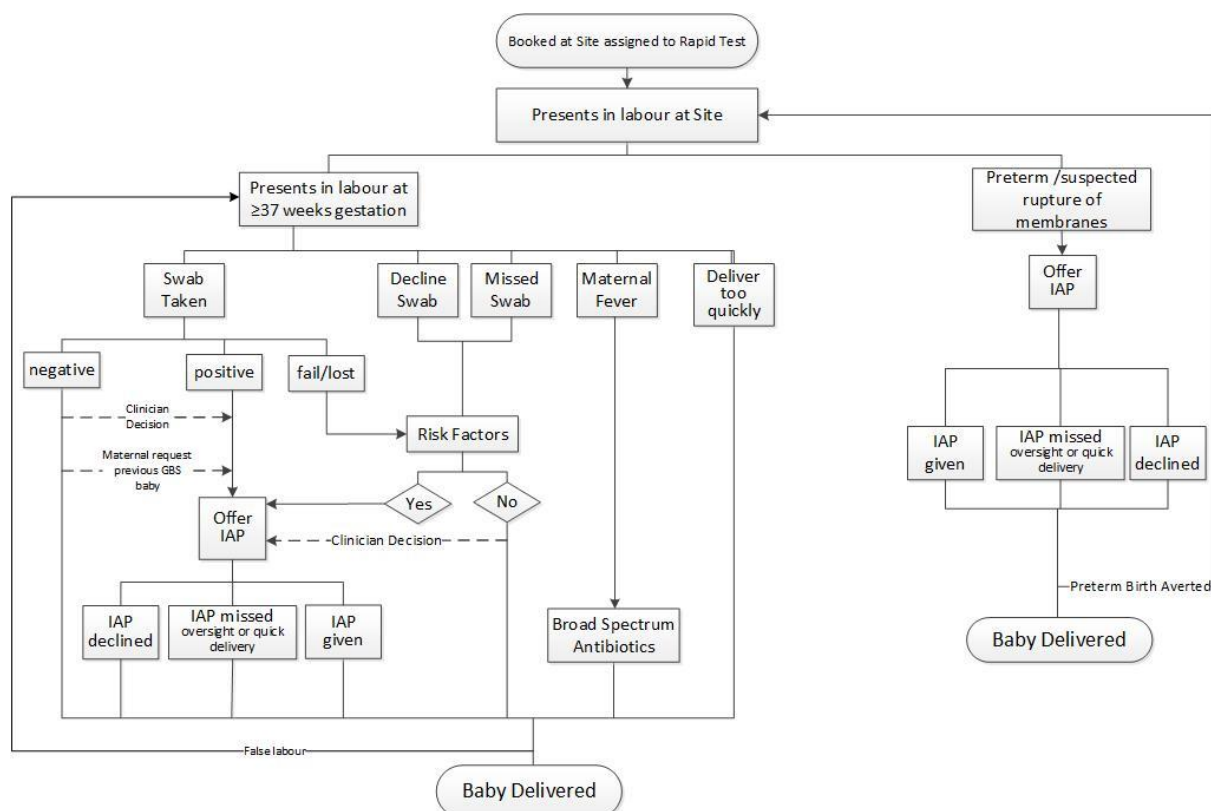 Booked at Site assigned to Rapid Test
Presents in labour at Site
Presents in labour at
≥37 weeks gestation
Preterm /suspected
rupture of
membranes
Swab
Taken
Decline
Swab
Missed
Swab
Maternal
Fever
Deliver
too
quickly
Offer
IAP
negative
positive
fail/lost
Clinician
Decision
Risk Factors
Maternal request
previous GBS
baby
Yes
No
Offer
IAP
Clinician Decision
IAP
given
IAP missed
oversight or quick
delivery
IAP
declined
IAP
declined
IAP missed
oversight or quick
delivery
IAP
given
Broad Spectrum
Antibiotics
Preterm Birth Averted
Baby Delivered
False labour
Baby Delivered